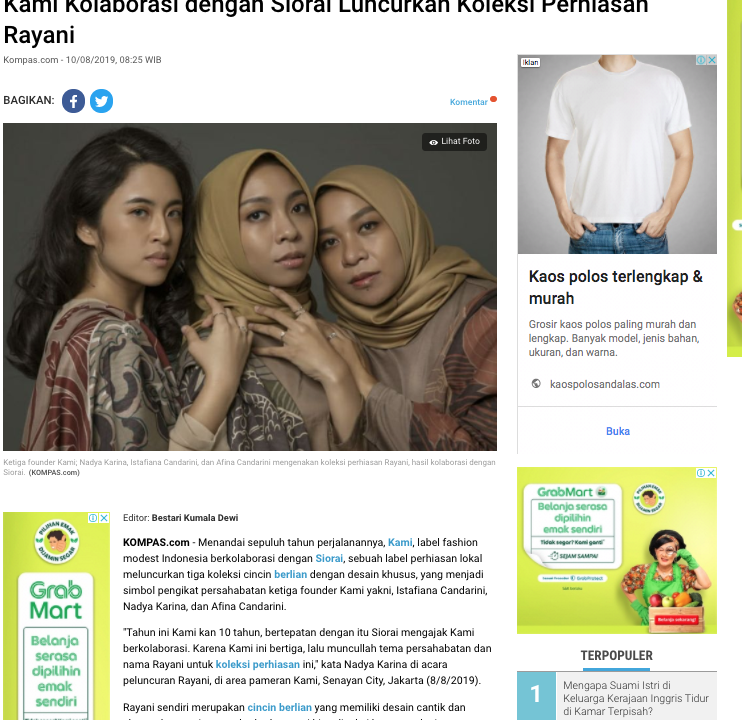 Kami Kolaborasi dengan Siorai Luncurkan Koleksi Perhiasan
Rayani
Kompas.com - 10/08/2019, 08:25 WIB
BAGIKAN:
Komentar
Lihat Foto
Ketiga founder Kami, Nadya Karina, Istafiana Candarini, dan Afina Candarini mengenakan koleksi perhiasan Rayani, hasil kolaborasi dengan
Siorai. (KOMPAS.com)
Editor: Bestari Kumala Dewi
KOMPAS.com - Menandai sepuluh tahun perjalanannya, Kami, label fashion
modest Indonesia berkolaborasi dengan Siorai, sebuah label perhiasan lokal
meluncurkan tiga koleksi cincin berlian dengan desain khusus, yang menjadi
simbol pengikat persahabatan ketiga founder Kami yakni, Istafiana Candarini,
Nadya Karina, dan Afina Candarini.
"Tahun ini Kami kan 10 tahun, bertepatan dengan itu Siorai mengajak Kami
berkolaborasi. Karena Kami ini bertiga, lalu muncullah tema persahabatan dan
nama Rayani untuk koleksi perhiasan ini," kata Nadya Karina di acara
peluncuran Rayani, di area pameran Kami, Senayan City, Jakarta (8/8/2019).
Rayani sendiri merupakan cincin berlian yang memiliki desain cantik dan
PILIHAN EMAK
DIJAMIN SEGAR
Grab
Mart
Belanja
serasa
dipilihin
emak
sendiri
Iklan
Kaos polos terlengkap &
murah
Grosir kaos polos paling murah dan
lengkap. Banyak model, jenis bahan,
ukuran, dan warna.
kaospolosandalas.com
Buka
GrabMart
Belanja serasa
dipilihin
emak sendiri
Tidak segar? Kami ganti*
SEJAM SAMPAI*
Belanja sekarang!
TERPOPULER
1
Mengapa Suami Istri di
Keluarga Kerajaan Inggris Tidur
di Kamar Terpisah?